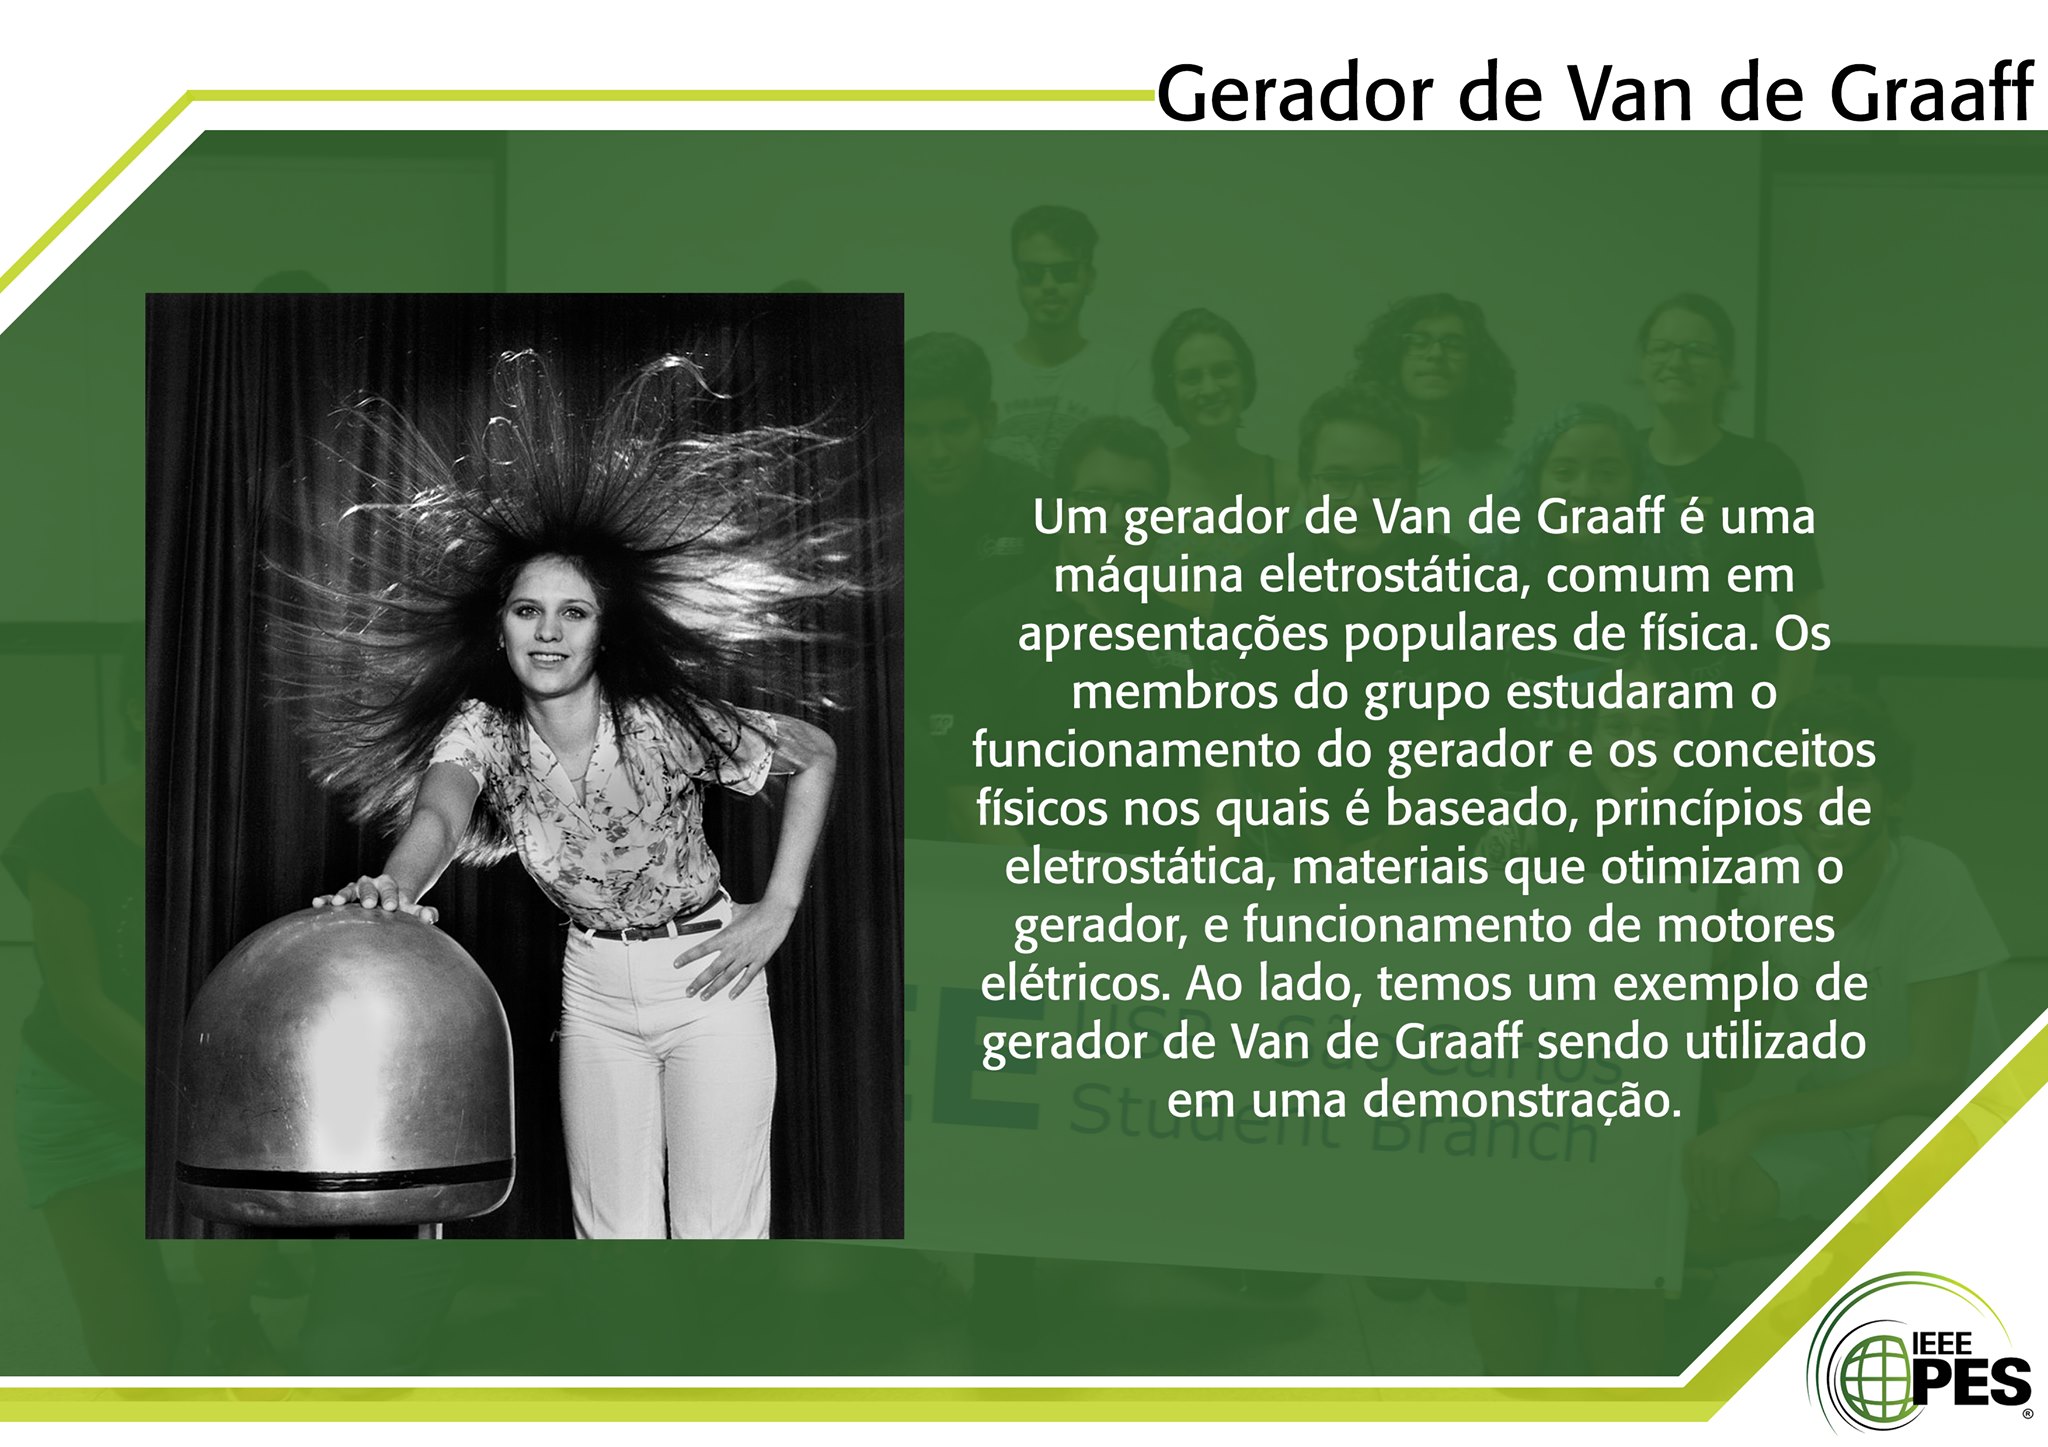 Gerador de Van de Graaff
Um gerador de Van de Graaff é uma
máquina eletrostática, comum em
apresentações populares de física. Os
membros do grupo estudaram o
funcionamento do gerador e os conceitos
físicos nos quais é baseado, princípios de
eletrostática, materiais que otimizam o
gerador, e funcionamento de motores
elétricos. Ao lado, temos um exemplo de
gerador de Van de Graaff sendo utilizado
em uma demonstração.
USP São Carlos
Student Branch
IEEE
PES
®